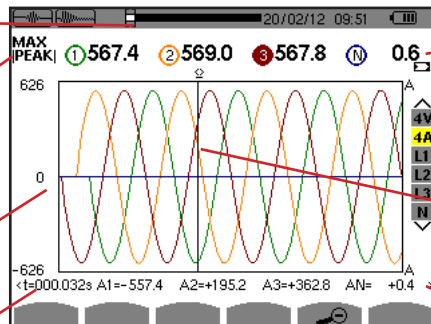 20/02/12 09:51
MAX
|PEAK| 1 567.4 2 569.0 3 567.8 N 0.6
626 A
0
-626 A
4V
4A
L1
L2
L3
N
<t=000.032s A1=-557.4 A2=+195.2 A3=+362.8 AN= +0.4